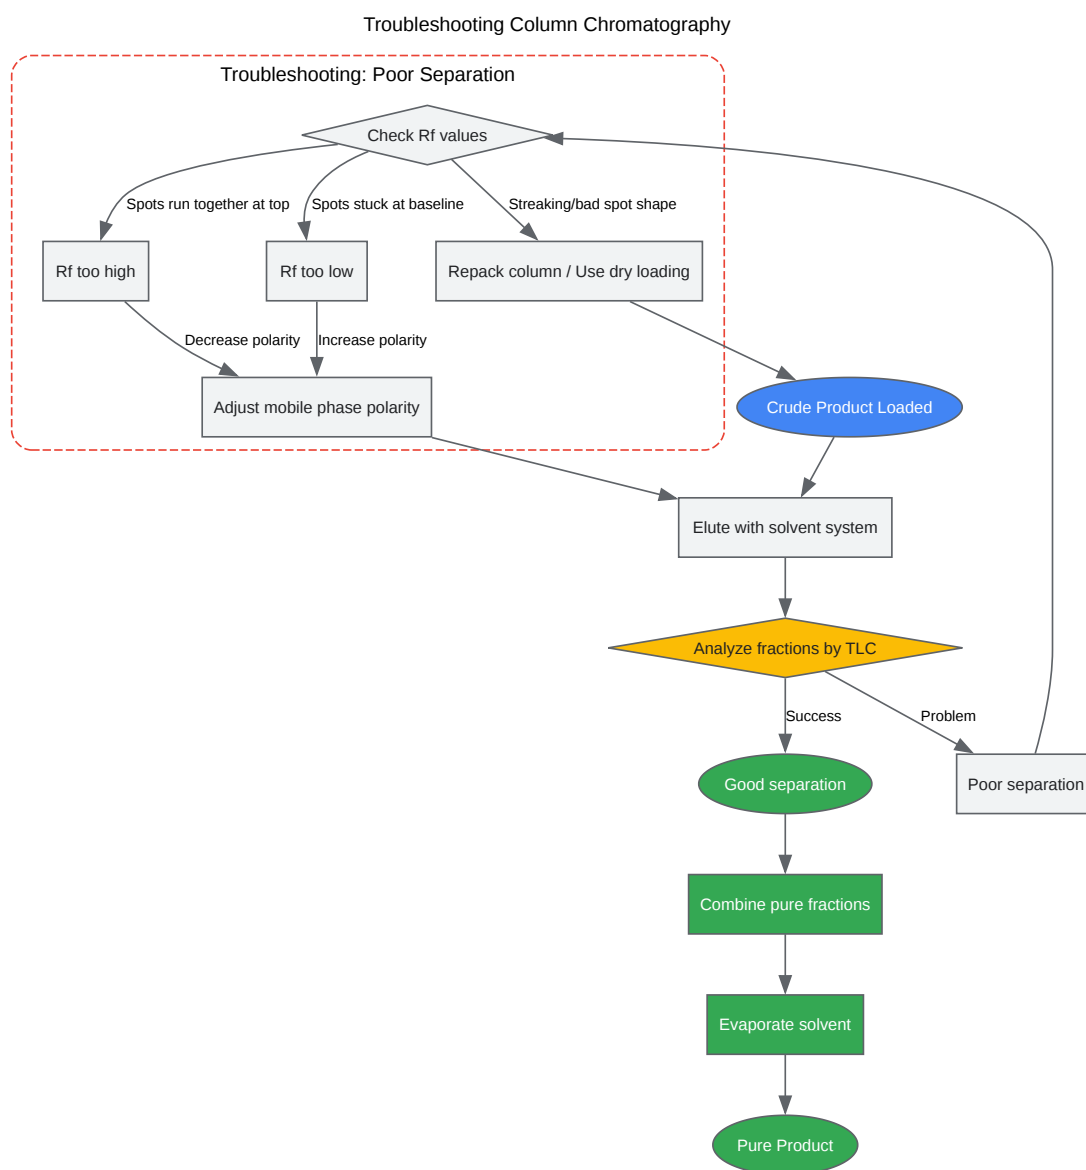 Troubleshooting Column Chromatography
Troubleshooting: Poor Separation
Check Rf values
Spots run together at top
Spots stuck at baseline
Streaking/bad spot shape
Rf too high
Rf too low
Repack column / Use dry loading
Decrease polarity
Increase polarity
Adjust mobile phase polarity
Crude Product Loaded
Elute with solvent system
Analyze fractions by TLC
Success
Problem
Good separation
Poor separation
Combine pure fractions
Evaporate solvent
Pure Product